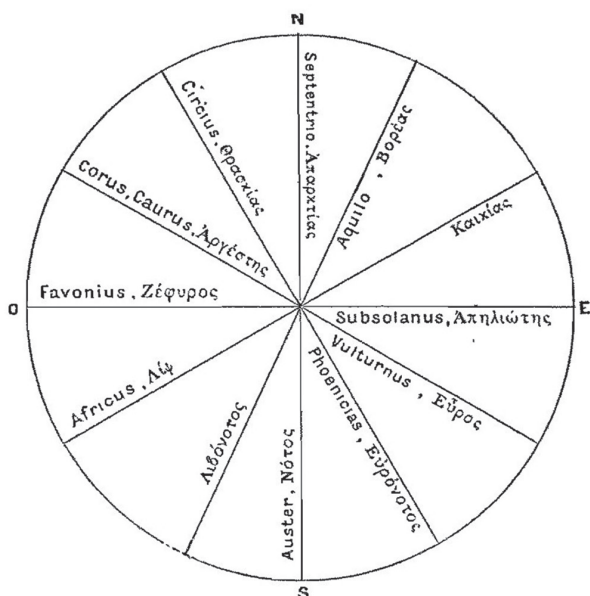 N
Septentrio, Ἀπαρκτίας
Aquilo, Βορέας
Καικίας
E
Subsolanus, Ἀπηλιώτης
Vulturnus, Εὖρος
Phoenicias, Εὐρόνοτος
S
Auster, Νότος
Λιβόνοτος
Africus, Λίψ
O
Favonius, Ζέφυρος
Corus, Caurus, Ἀργέστης
Circius, Θρασκίας